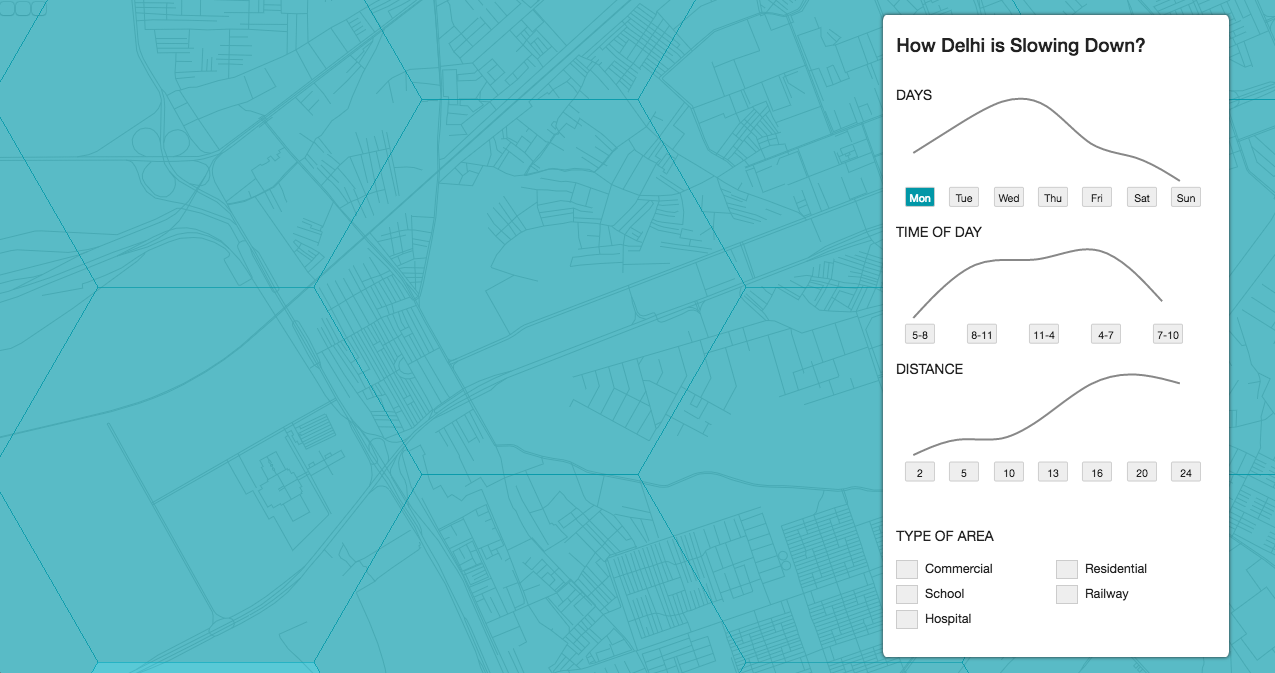 How Delhi is Slowing Down?
DAYS
Mon Tue Wed Thu Fri Sat Sun
TIME OF DAY
5-8 8-11 11-4 4-7 7-10
DISTANCE
2 5 10 13 16 20 24
TYPE OF AREA
Commercial Residential
School Railway
Hospital